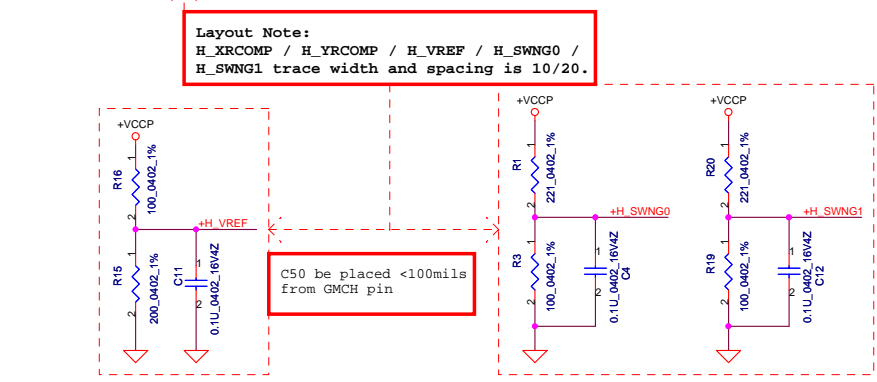 Layout Note:
H_XRCOMP / H_YRCOMP / H_VREF / H_SWNG0 /
H_SWNG1 trace width and spacing is 10/20.
+VCCP
1
R16
100_0402_1%
2
+H_VREF
R15
200_0402_1%
2
1
C11
2
0.1U_0402_16V4Z
C50 be placed <100mils
from GMCH pin
+VCCP
1
R1
221_0402_1%
2
+H_SWNG0
R3
100_0402_1%
2
1
C4
2
0.1U_0402_16V4Z
+VCCP
1
R20
221_0402_1%
2
+H_SWNG1
R19
100_0402_1%
2
1
C12
2
0.1U_0402_16V4Z